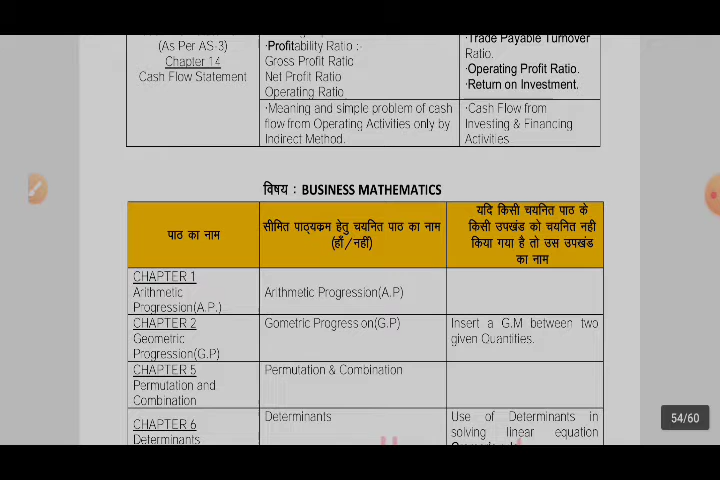 (As Per AS-3)
Chapter 14
Cash Flow Statement
·Profitability Ratio :-
Gross Profit Ratio
Net Profit Ratio
Operating Ratio
·Trade Payable Turnover
Ratio.
·Operating Profit Ratio.
·Return on Investment.
·Meaning and simple problem of cash
flow from Operating Activities only by
Indirect Method.
·Cash Flow from
Investing & Financing
Activities
विषय : BUSINESS MATHEMATICS
पाठ का नाम
सीमित पाठ्यक्रम हेतु चयनित पाठ का नाम
(हाँ/नहीं)
यदि किसी चयनित पाठ के
किसी उपखंड को चयनित नही
किया गया है तो उस उपखंड
का नाम
CHAPTER 1
Arithmetic
Progression(A.P.)
Arithmetic Progression(A.P)
CHAPTER 2
Geometric
Progression(G.P)
Gometric Progression(G.P)
Insert a G.M between two
given Quantities.
CHAPTER 5
Permutation and
Combination
Permutation & Combination
CHAPTER 6
Determinants
Determinants
Use of Determinants in
solving linear equation
54/60